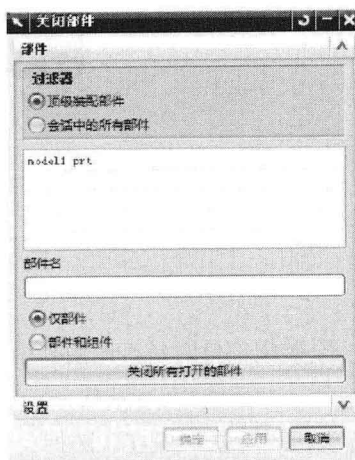 关闭部件
部件
过滤器
顶级装配部件
会话中的所有部件
model1 prt
部件名
仅部件
部件和组件
关闭所有打开的部件
设置
确定 应用 取消